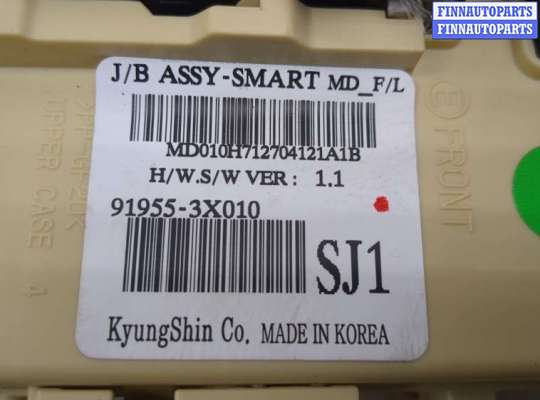 FINNAUTOPARTS
FINNAUTOPARTS
J/B ASSY-SMART MD_F/L
MD010H712704121A1B
H/W.S/W VER : 1.1
91955-3X010
SJ1
KyungShin Co. MADE IN KOREA
E FRONT
UPPER CASE 4